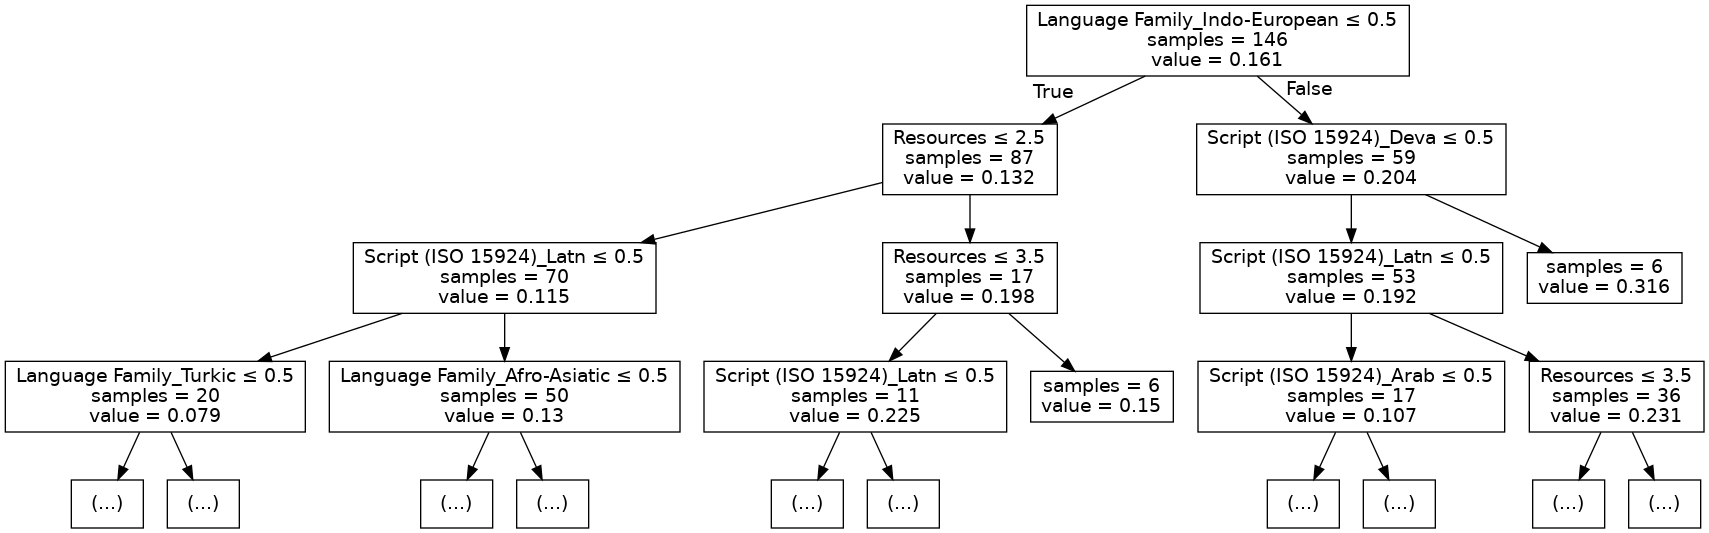 Language Family_Indo-European ≤ 0.5
samples = 146
value = 0.161
True
False
Resources ≤ 2.5
samples = 87
value = 0.132
Script (ISO 15924)_Deva ≤ 0.5
samples = 59
value = 0.204
Script (ISO 15924)_Latn ≤ 0.5
samples = 70
value = 0.115
Resources ≤ 3.5
samples = 17
value = 0.198
Script (ISO 15924)_Latn ≤ 0.5
samples = 53
value = 0.192
samples = 6
value = 0.316
Language Family_Turkic ≤ 0.5
samples = 20
value = 0.079
Language Family_Afro-Asiatic ≤ 0.5
samples = 50
value = 0.13
Script (ISO 15924)_Latn ≤ 0.5
samples = 11
value = 0.225
samples = 6
value = 0.15
Script (ISO 15924)_Arab ≤ 0.5
samples = 17
value = 0.107
Resources ≤ 3.5
samples = 36
value = 0.231
(...)
(...)
(...)
(...)
(...)
(...)
(...)
(...)
(...)
(...)